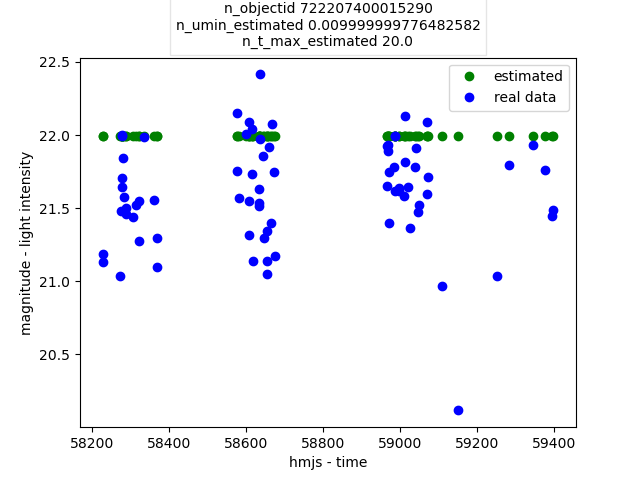 n_objectid 722207400015290
n_umin_estimated 0.009999999776482582
n_t_max_estimated 20.0
22.5
22.0
21.5
21.0
20.5
magnitude - light intensity
estimated
real data
58200 58400 58600 58800 59000 59200 59400
hmjs - time